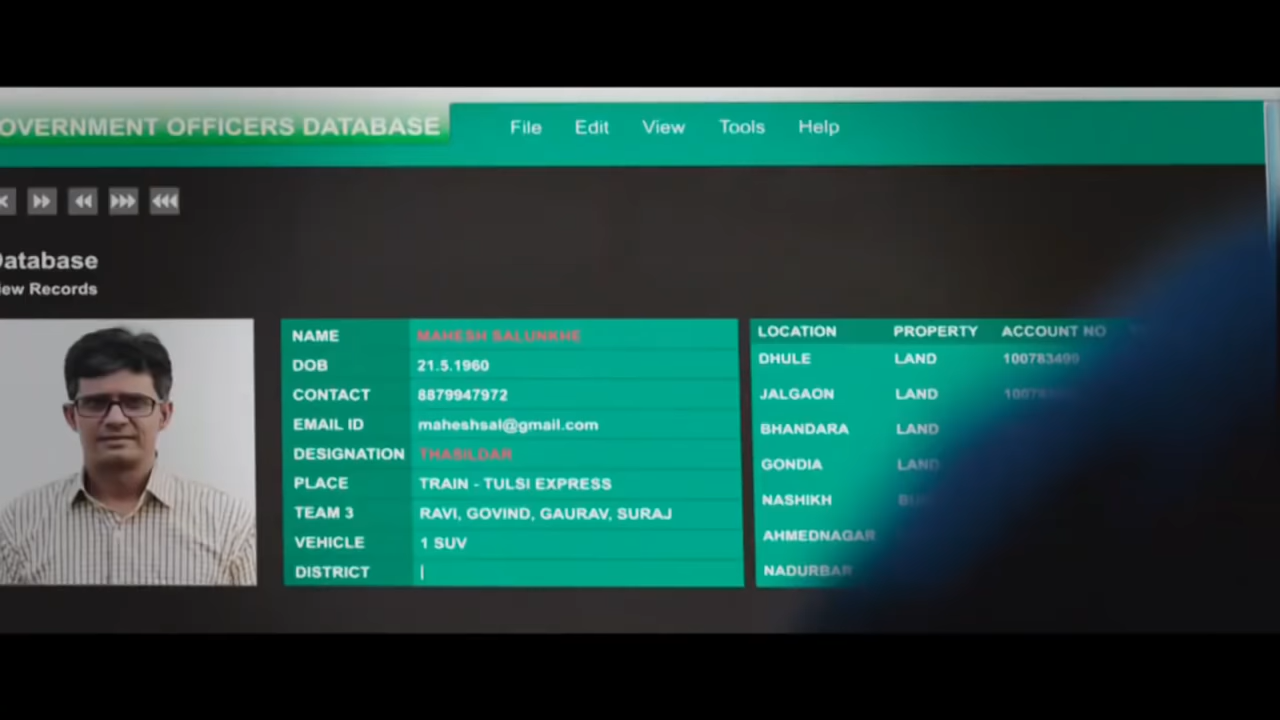 OVERNMENT OFFICERS DATABASE
File Edit View Tools Help
atabase
iew Records
NAME MAHESH SALUNKHE
DOB 21.5.1960
CONTACT 8879947972
EMAIL ID maheshsal@gmail.com
DESIGNATION THASILDAR
PLACE TRAIN - TULSI EXPRESS
TEAM 3 RAVI, GOVIND, GAURAV, SURAJ
VEHICLE 1 SUV
DISTRICT
LOCATION PROPERTY ACCOUNT NO
DHULE LAND 100783499
JALGAON LAND
BHANDARA LAND
GONDIA LAND
NASHIKH
AHMEDNAGAR
NADURBAR